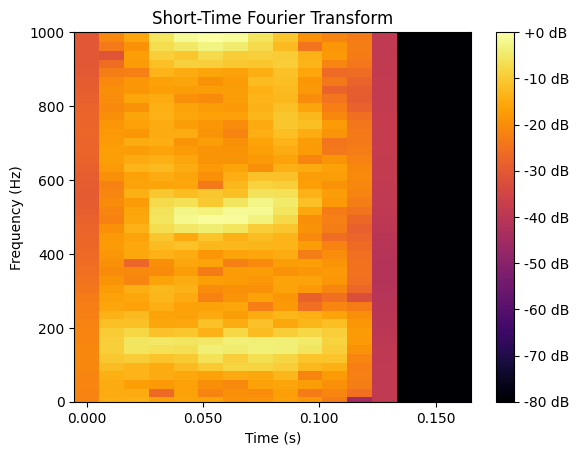 Short-Time Fourier Transform
Frequency (Hz)
1000
800
600
400
200
0
0.000
0.050
0.100
0.150
Time (s)
+0 dB
-10 dB
-20 dB
-30 dB
-40 dB
-50 dB
-60 dB
-70 dB
-80 dB